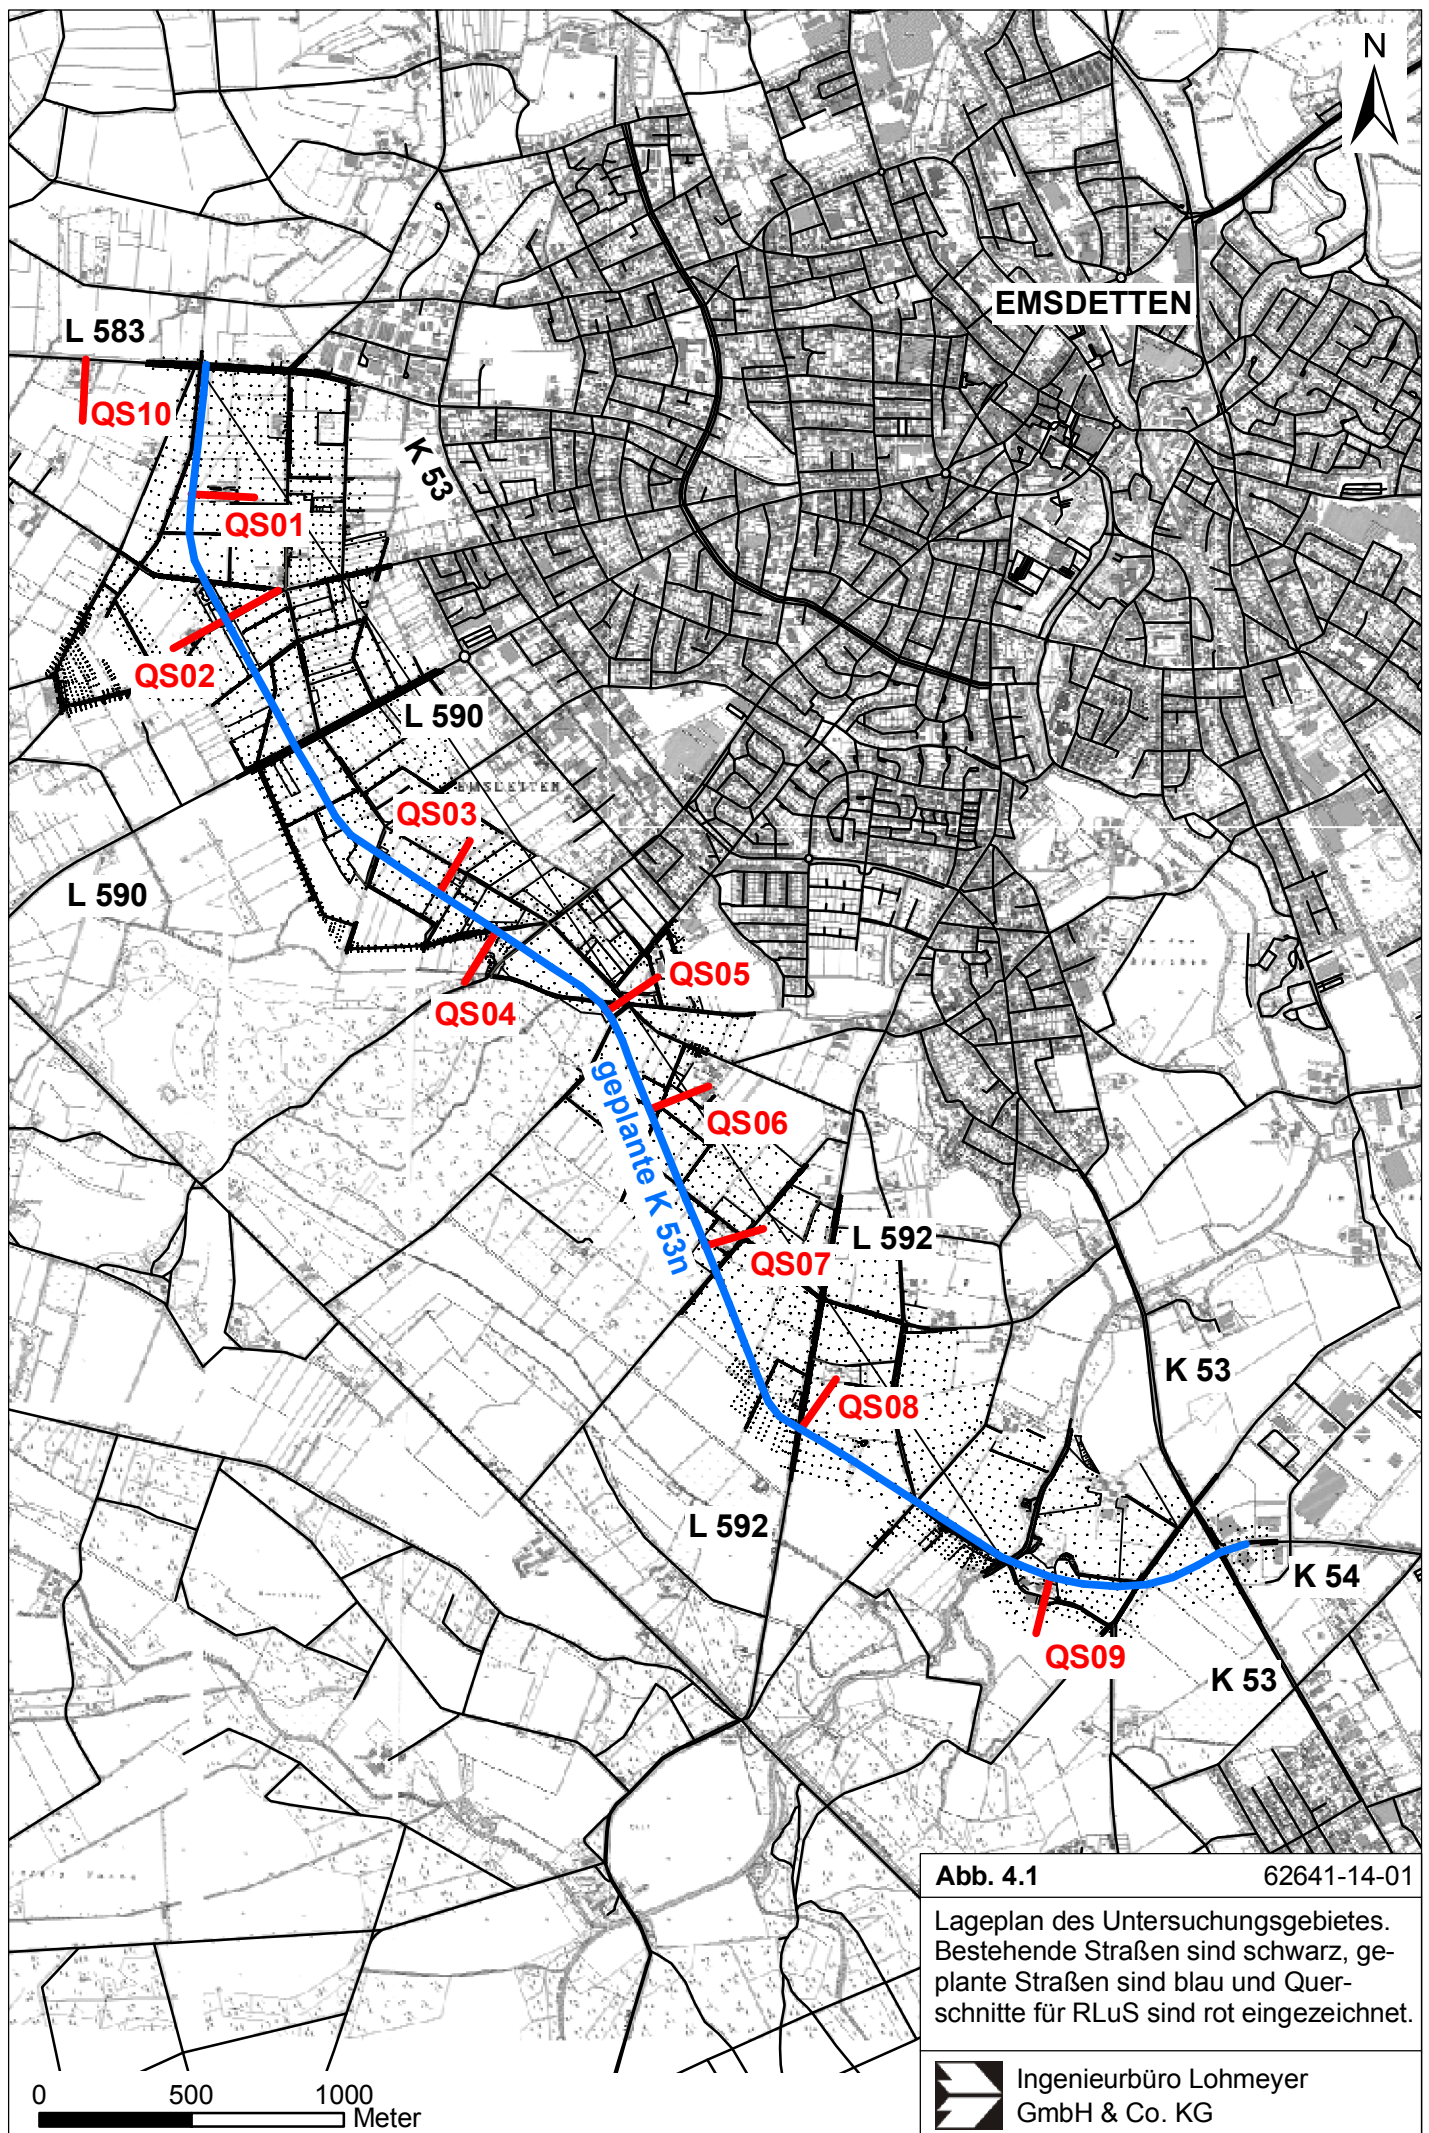 N
EMSDETTEN
L 583
QS10
K 53
QS01
QS02
L 590
EMSDETTEN
QS03
L 590
QS05
QS04
geplante K 53n
QS06
L 592
QS07
K 53
QS08
L 592
K 54
QS09
K 53
Abb. 4.1 62641-14-01
Lageplan des Untersuchungsgebietes.
Bestehende Straßen sind schwarz, ge-
plante Straßen sind blau und Quer-
schnitte für RLuS sind rot eingezeichnet.
Ingenieurbüro Lohmeyer
GmbH & Co. KG
0 500 1000
Meter